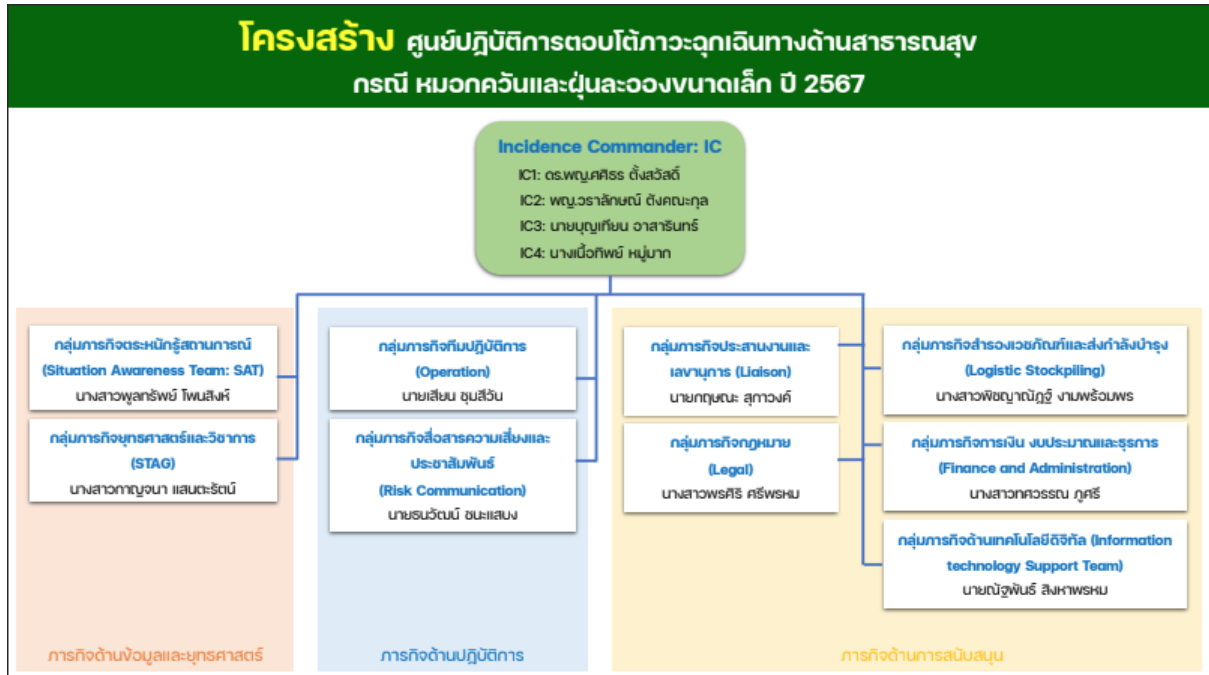 โครงสร้าง ศูนย์ปฏิบัติการตอบโต้ภาวะฉุกเฉินทางด้านสาธารณสุข
กรณี หมอกควันและฝุ่นละอองขนาดเล็ก ปี 2567
Incidence Commander: IC
IC1: ดร.พญ.ศศิธร ตั้งสวัสดิ์
IC2: พญ.วราลักษณ์ ตังคณะกุล
IC3: นายบุญเทียน อาสารินทร์
IC4: นางเนื้อทิพย์ หมู่มาก
กลุ่มภารกิจตระหนักรู้สถานการณ์
(Situation Awareness Team: SAT)
นางสาวพูลทรัพย์ โพนสิงห์
กลุ่มภารกิจยุทธศาสตร์และวิชาการ
(STAG)
นางสาวกาญจนา แสนตะรัตน์
ภารกิจด้านข้อมูลและยุทธศาสตร์
กลุ่มภารกิจทีมปฏิบัติการ
(Operation)
นายเสียน ชุมสีวัน
กลุ่มภารกิจสื่อสารความเสี่ยงและ
ประชาสัมพันธ์
(Risk Communication)
นายธนวัฒน์ ชนะแสบง
ภารกิจด้านปฏิบัติการ
กลุ่มภารกิจประสานงานและ
เลขานุการ (Liaison)
นายกฤษณะ สุกาวงค์
กลุ่มภารกิจกฎหมาย
(Legal)
นางสาวพรศิริ ศรีพรหม
กลุ่มภารกิจสำรองเวชภัณฑ์และส่งกำลังบำรุง
(Logistic Stockpiling)
นางสาวพิชญาณัฏฐ์ งามพร้อมพร
กลุ่มภารกิจการเงิน งบประมาณและธุรการ
(Finance and Administration)
นางสาวทศวรรณ ภูศรี
กลุ่มภารกิจด้านเทคโนโลยีดิจิทัล (Information
technology Support Team)
นายณัฐพันธ์ สิงหาพรหม
ภารกิจด้านการสนับสนุน